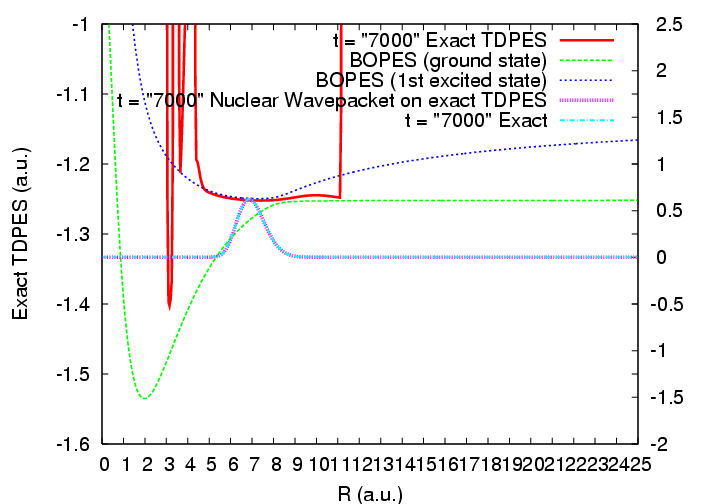 t = "7000" Exact TDPES
BOPES (ground state)
BOPES (1st excited state)
t = "7000" Nuclear Wavepacket on exact TDPES
t = "7000" Exact
-1
-1.1
-1.2
-1.3
-1.4
-1.5
-1.6
Exact TDPES (a.u.)
2.5
2
1.5
1
0.5
0
-0.5
-1
-1.5
-2
0 1 2 3 4 5 6 7 8 9 10 11 12 13 14 15 16 17 18 19 20 21 22 23 24 25
R (a.u.)